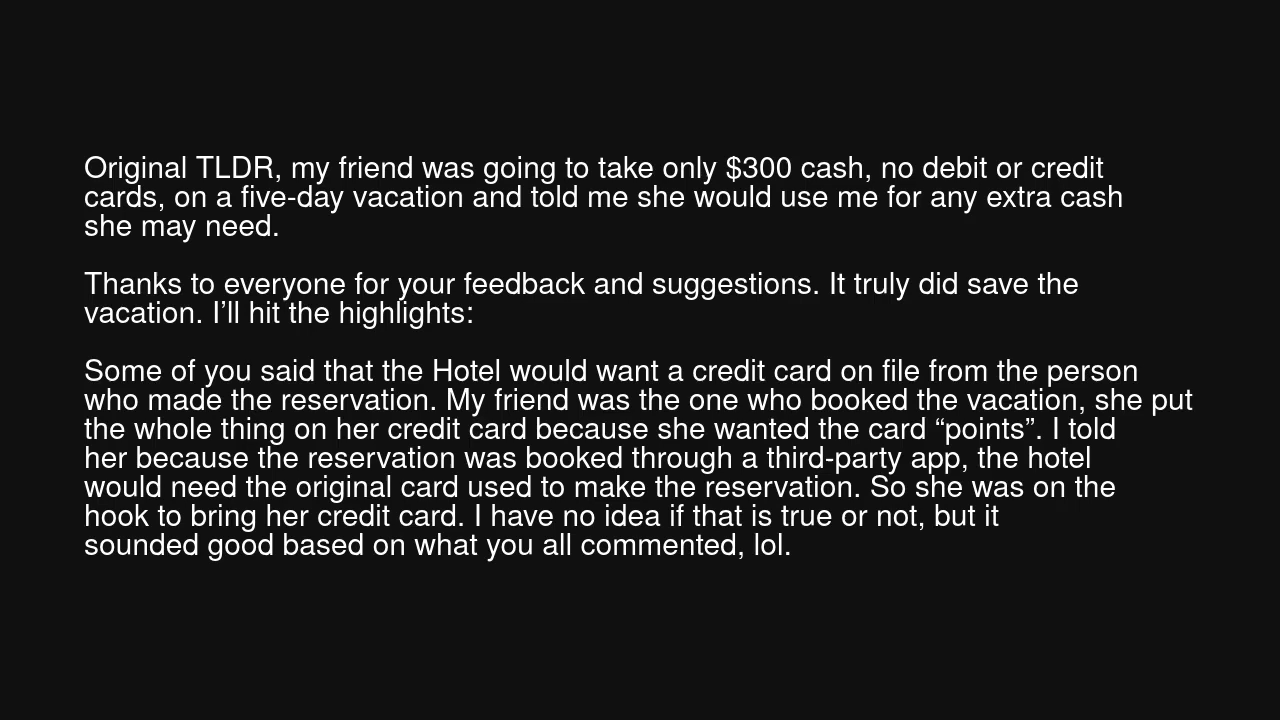 Original TLDR, my friend was going to take only $300 cash, no debit or credit
cards, on a five-day vacation and told me she would use me for any extra cash
she may need.
Thanks to everyone for your feedback and suggestions. It truly did save the
vacation. I’ll hit the highlights:
Some of you said that the Hotel would want a credit card on file from the person
who made the reservation. My friend was the one who booked the vacation, she put
the whole thing on her credit card because she wanted the card “points”. I told
her because the reservation was booked through a third-party app, the hotel
would need the original card used to make the reservation. So she was on the
hook to bring her credit card. I have no idea if that is true or not, but it
sounded good based on what you all commented, lol.